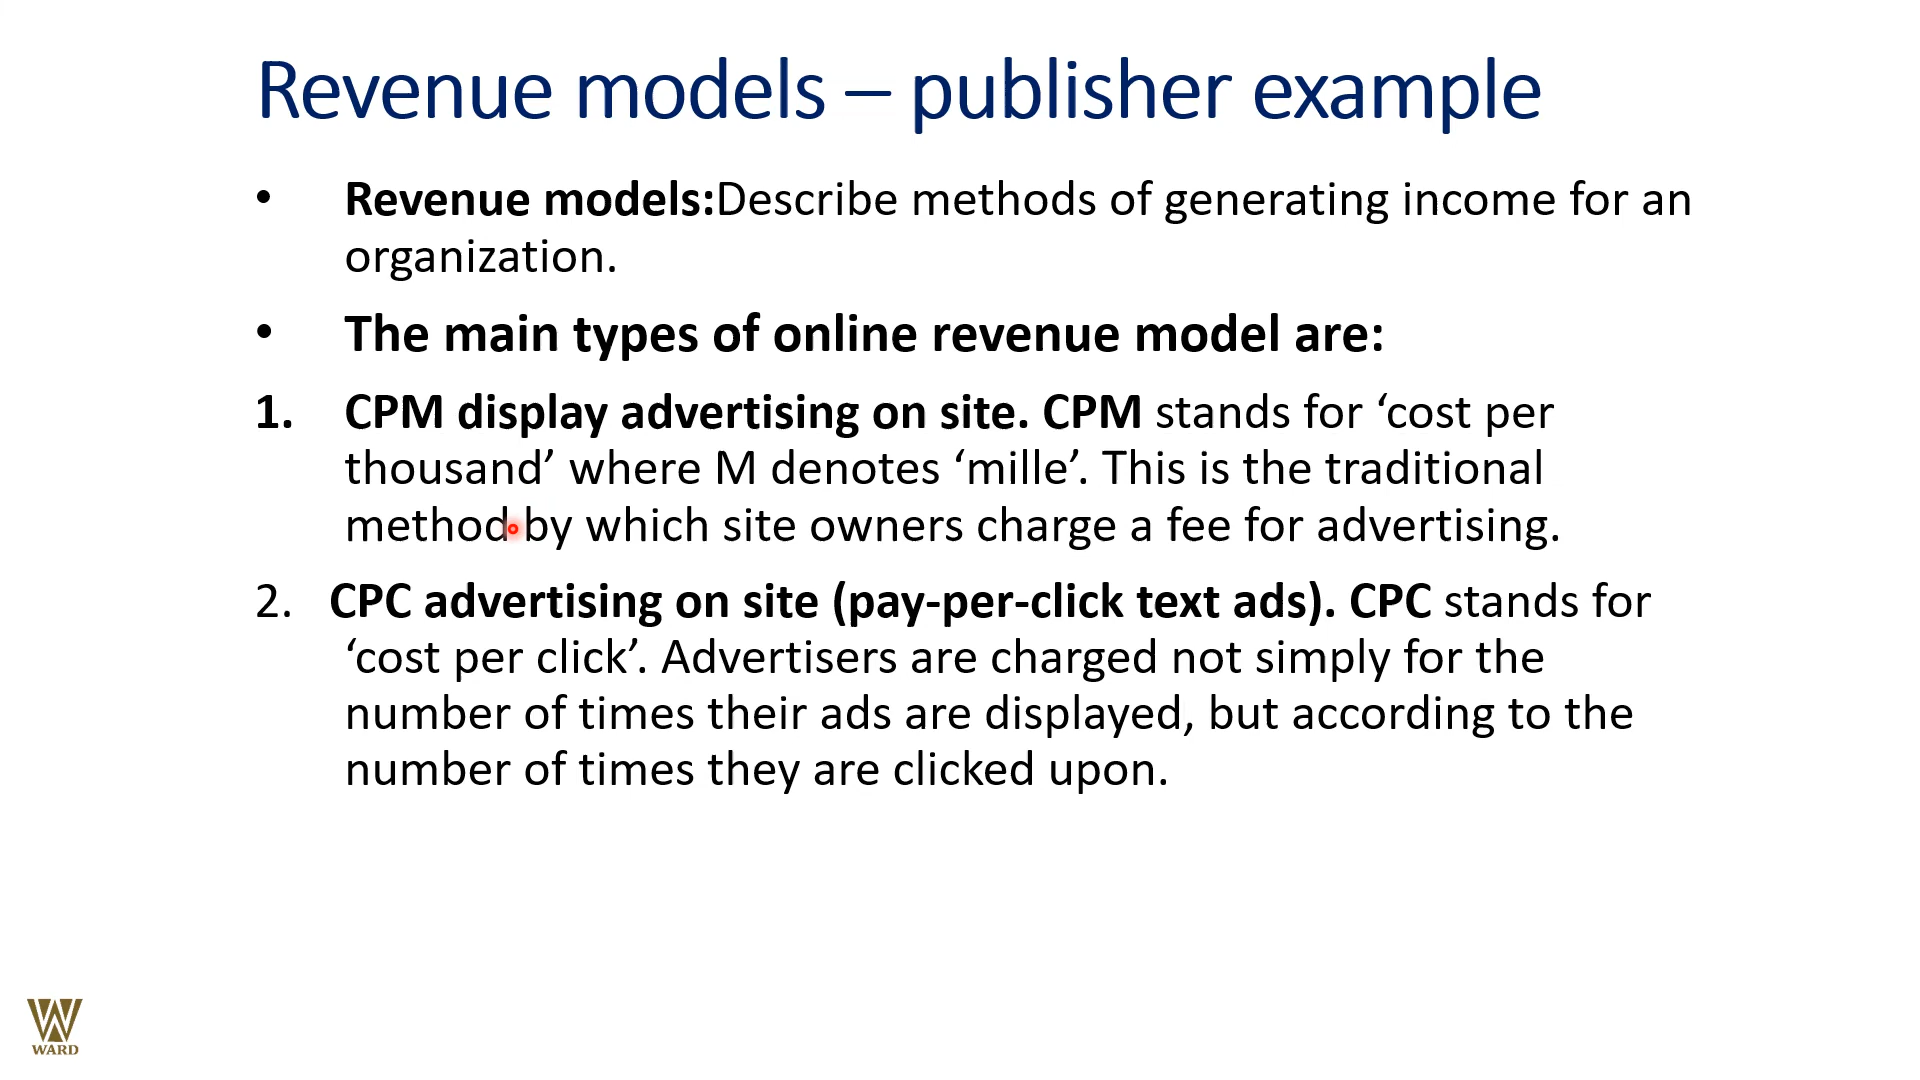 Revenue models – publisher example
• Revenue models:Describe methods of generating income for an
organization.
• The main types of online revenue model are:
1. CPM display advertising on site. CPM stands for ‘cost per
thousand’ where M denotes ‘mille’. This is the traditional
method by which site owners charge a fee for advertising.
2. CPC advertising on site (pay-per-click text ads). CPC stands for
‘cost per click’. Advertisers are charged not simply for the
number of times their ads are displayed, but according to the
number of times they are clicked upon.
WARD